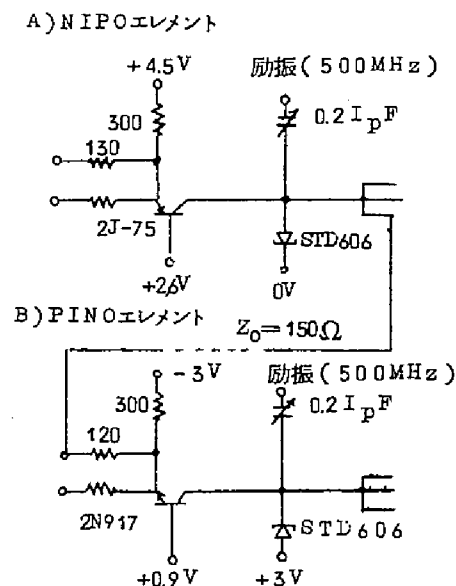 A)NIPOエレメント
+4.5V
励振(500MHz)
300
0.2IpF
130
2J-75
STD606
+2.6V
0V
B)PINOエレメント
Z₀=150Ω
-3V
励振(500MHz)
300
0.2IpF
120
2N917
STD606
+0.9V
+3V